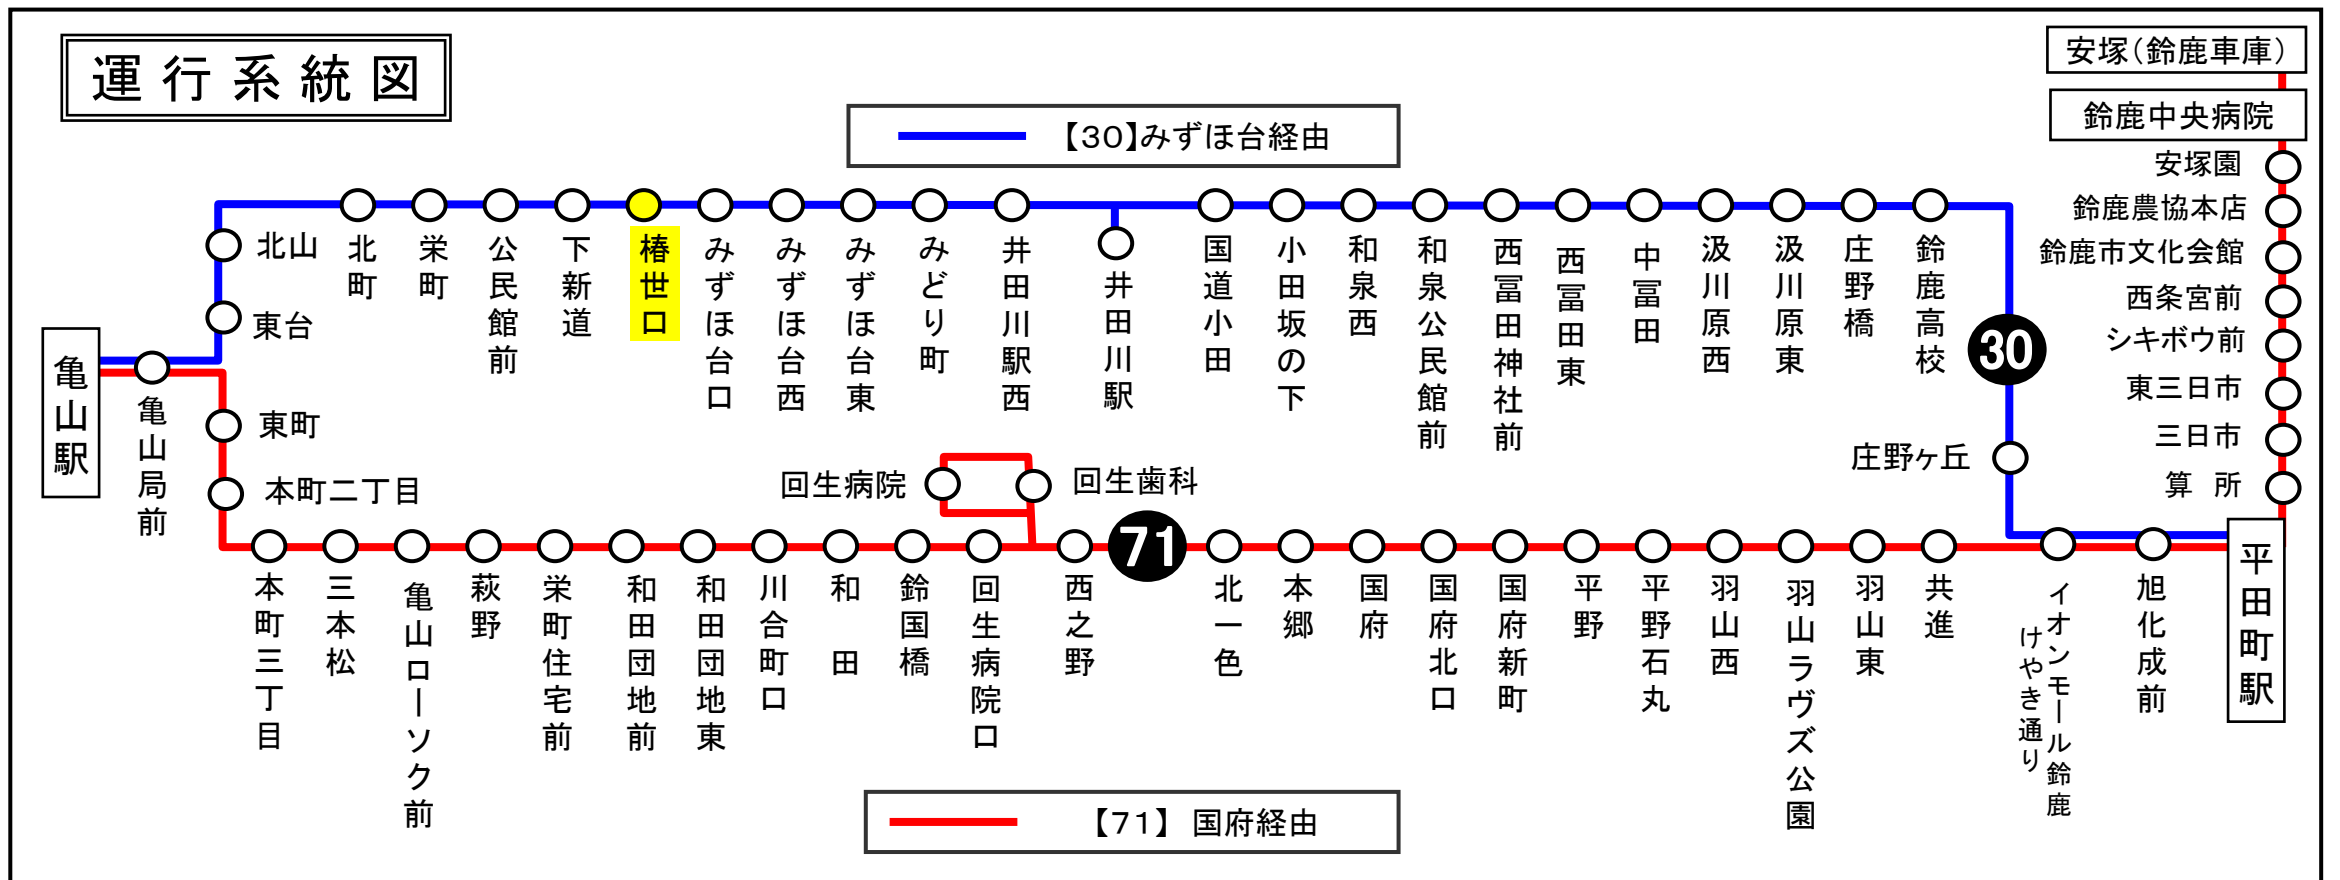 運行系統図
安塚(鈴鹿車庫)
鈴鹿中央病院
【30】みずほ台経由
安塚園
鈴鹿農協本店
鈴鹿市文化会館
西条宮前
シキボウ前
東三日市
三日市
算 所
北山
東台
北町
栄町
公民館前
下新道
椿世口
みずほ台口
みずほ台西
みずほ台東
みどり町
井田川駅西
井田川駅
国道小田
小田坂の下
和泉西
和泉公民館前
西冨田神社前
西冨田東
中冨田
汲川原西
汲川原東
庄野橋
鈴鹿高校
30
庄野ヶ丘
亀山駅
亀山局前
東町
本町二丁目
回生病院
回生歯科
71
本町三丁目
三本松
亀山ローソク前
萩野
栄町住宅前
和田団地前
和田団地東
川合町口
和 田
鈴国橋
回生病院口
西之野
北一色
本郷
国府
国府北口
国府新町
平野
平野石丸
羽山西
羽山ラヴズ公園
羽山東
共進
イオンモール鈴鹿
けやき通り
旭化成前
平田町駅
【71】 国府経由